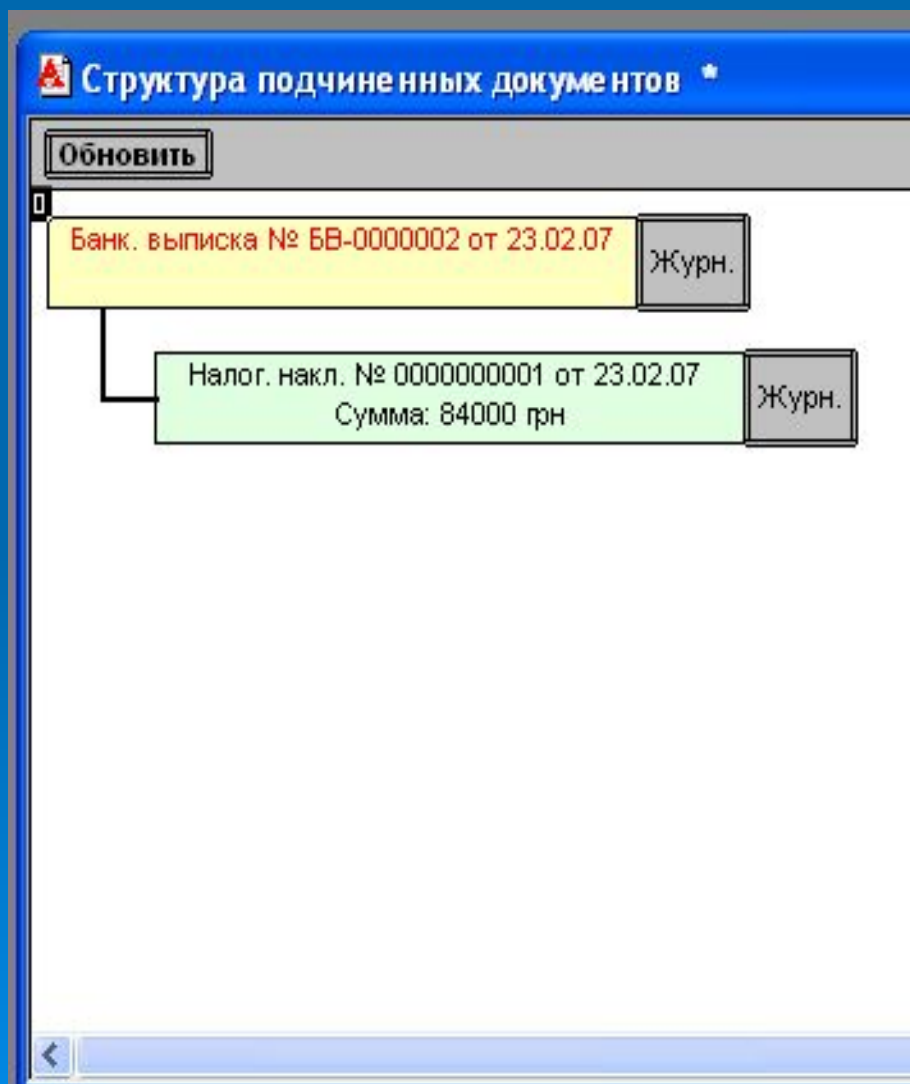 Структура подчиненных документов *
Обновить
Банк. выписка № БВ-0000002 от 23.02.07
Журн.
Налог. накл. № 0000000001 от 23.02.07
Сумма: 84000 грн
Журн.